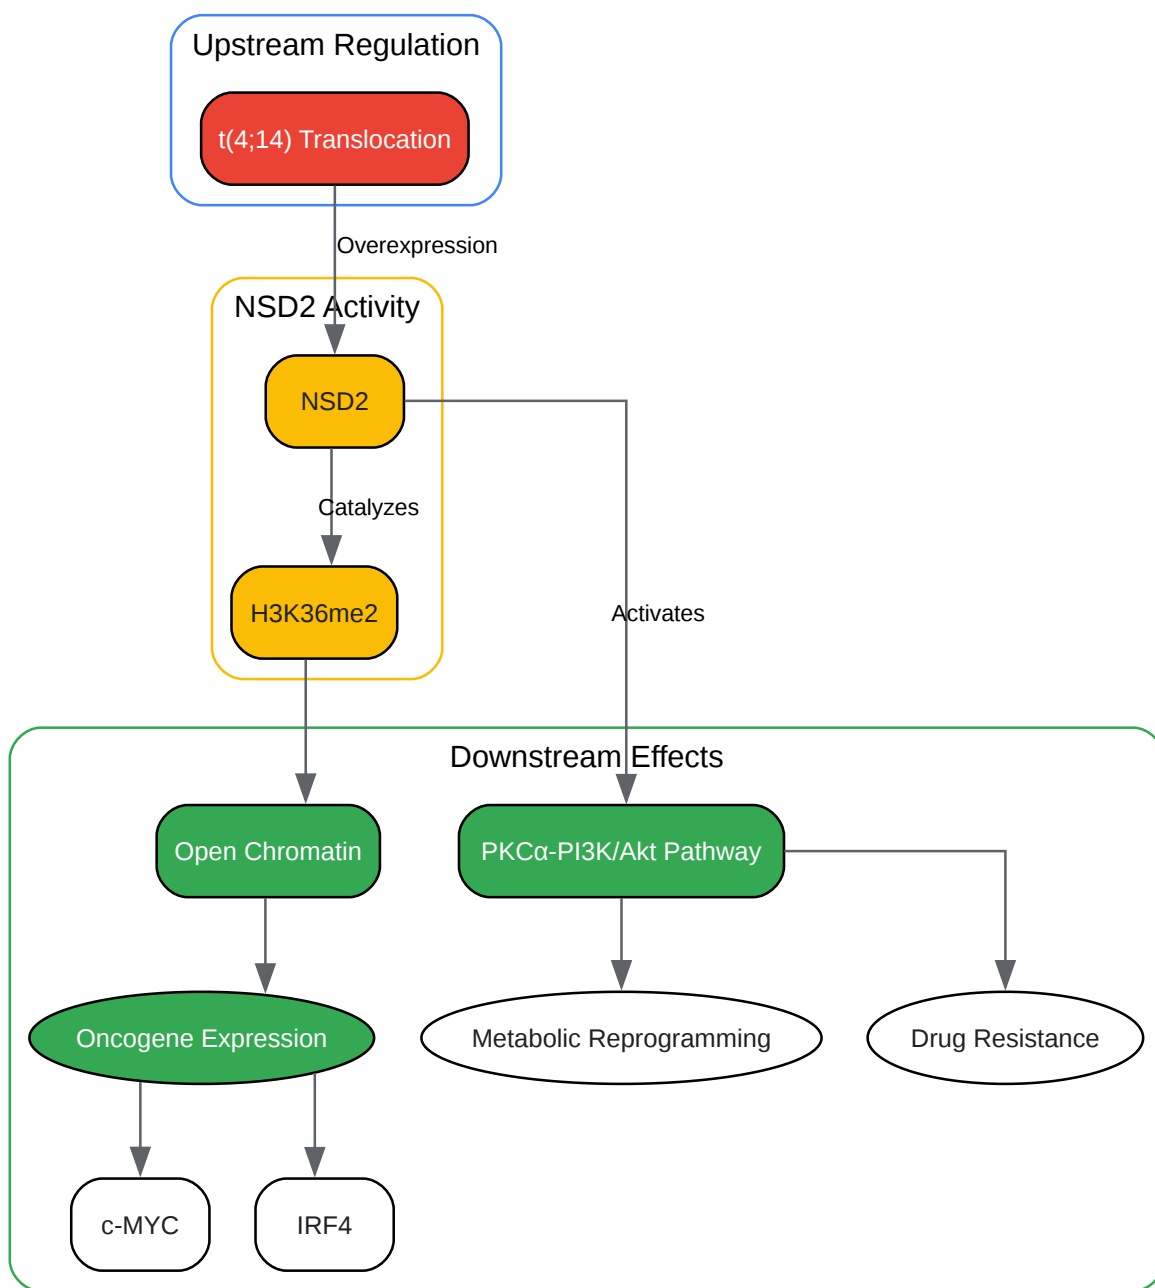 Upstream Regulation
t(4;14) Translocation
Overexpression
NSD2 Activity
NSD2
Catalyzes
H3K36me2
Activates
Downstream Effects
Open Chromatin
PKCα-PI3K/Akt Pathway
Oncogene Expression
Metabolic Reprogramming
Drug Resistance
c-MYC
IRF4